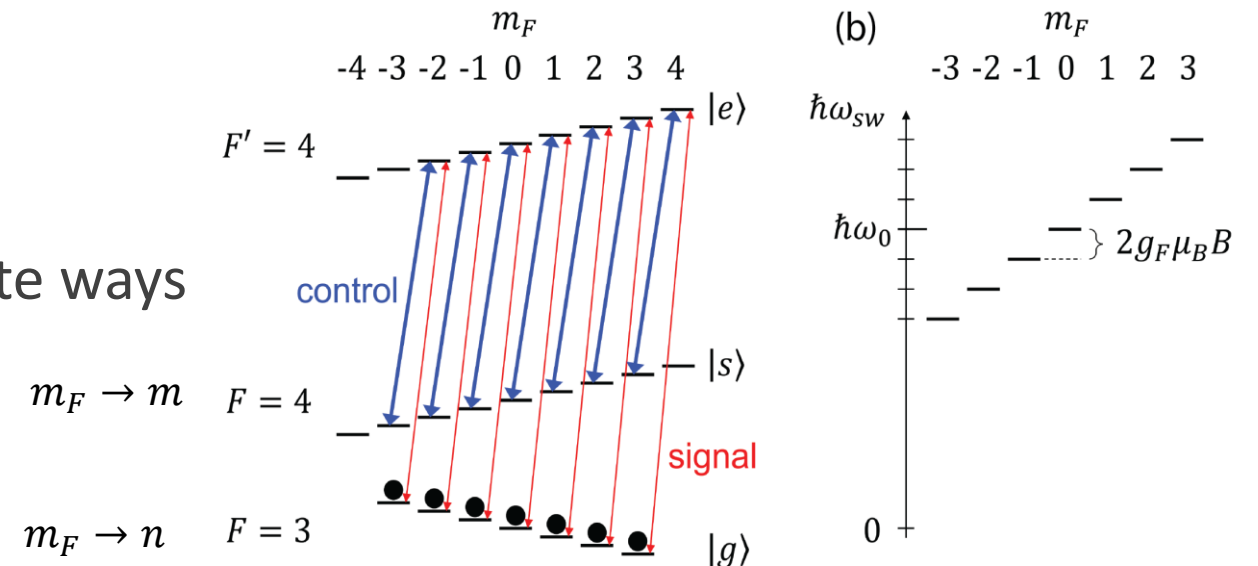 m_F
-4 -3 -2 -1 0 1 2 3 4
|e⟩
F′ = 4
te ways
control
m_F → m
F = 4
|s⟩
signal
m_F → n
F = 3
|g⟩
(b)
m_F
-3 -2 -1 0 1 2 3
ℏω_sw
ℏω_0
2g_Fμ_BB
0